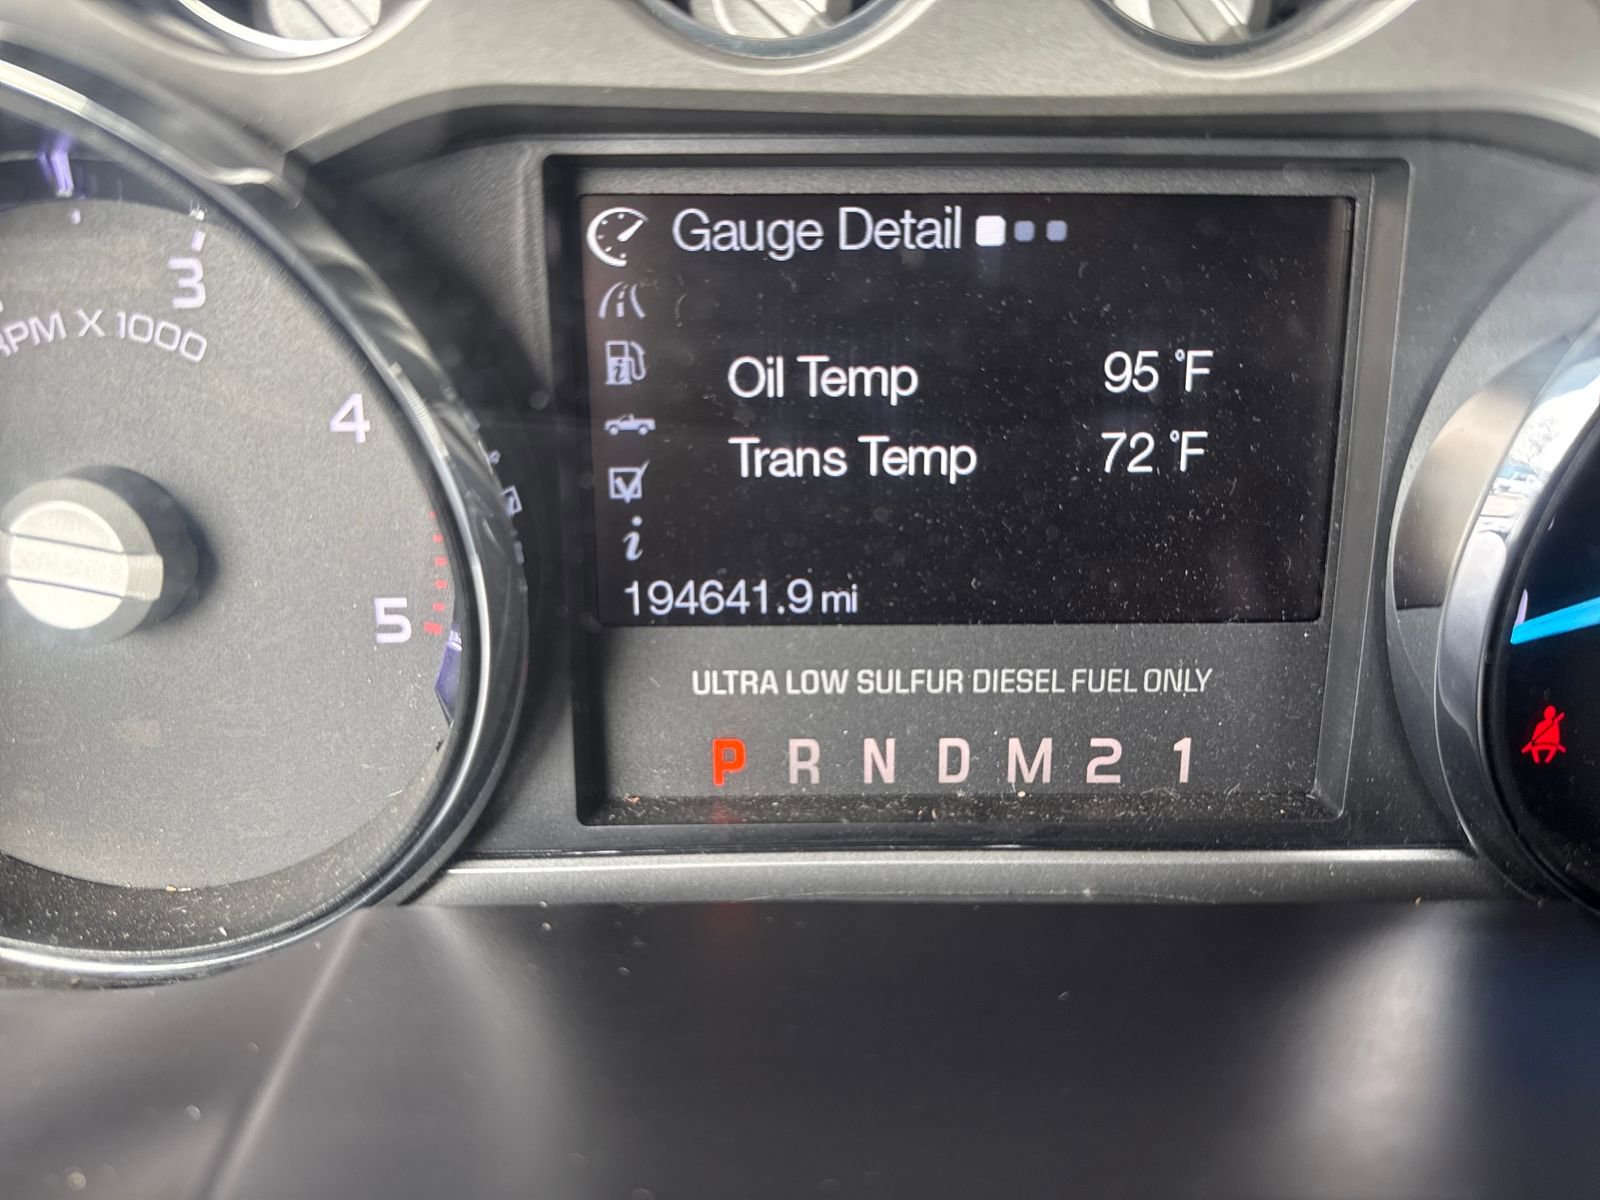 Gauge Detail
Oil Temp 95 °F
Trans Temp 72 °F
194641.9 mi
ULTRA LOW SULFUR DIESEL FUEL ONLY
P R N D M 2 1
3
RPM X 1000
4
5